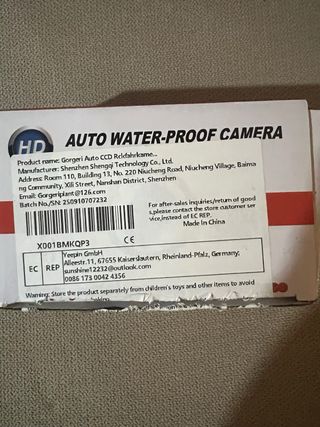 HD
AUTO WATER-PROOF CAMERA
Product name: Gorgeri Auto CCD Rckfahrkame...
Manufacturer: Shenzhen Shengqi Technology Co., Ltd.
Address: Room 110, Building 13, No. 220 Niucheng Road, Niucheng Village, Baima
ng Community, Xili Street, Nanshan District, Shenzhen
Email: Gorgeriplant@126.com
Batch No./SN: 250910707232
For after-sales inquiries/return of good
s,please contact the store customer ser
vice,instead of EC REP.
Made In China
X001BMKQP3
CE
EC REP
Yeepin GmbH
Alleestr.11, 67655 Kaiserslautern, Rheinland-Pfalz, Germany;
sunshine12232@outlook.com
0086 173 0042 4356
Warning: Store the product separately from children's toys and other items to avoid